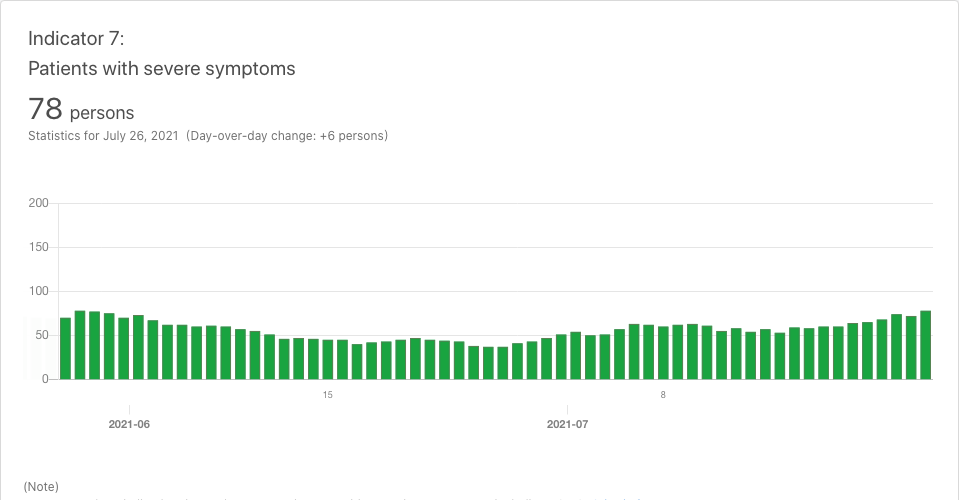 Indicator 7:
Patients with severe symptoms
78 persons
Statistics for July 26, 2021 (Day-over-day change: +6 persons)
200
150
100
50
0
15
8
2021-06
2021-07
(Note)